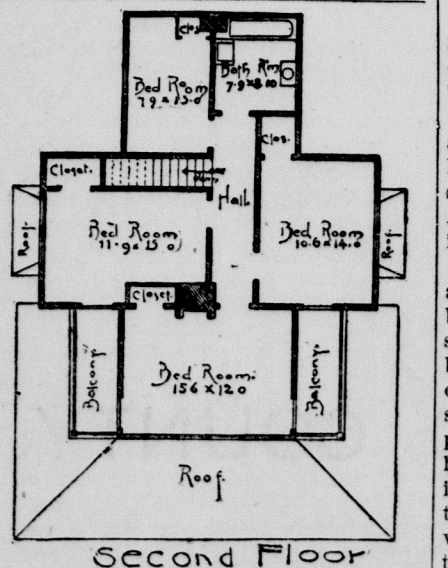 Clos.
Bed Room
7.9 x 13.0
Bath Rm
7.9 x 8.10
Clos.
Closet.
Hall.
Roof.
Bed Room
11.9 x 15.0
Bed Room
10.6 x 14.0
Roof.
Closet.
Balcony.
Bed Room.
15 6 x 12 0
Balcony.
Roof.
Second Floor